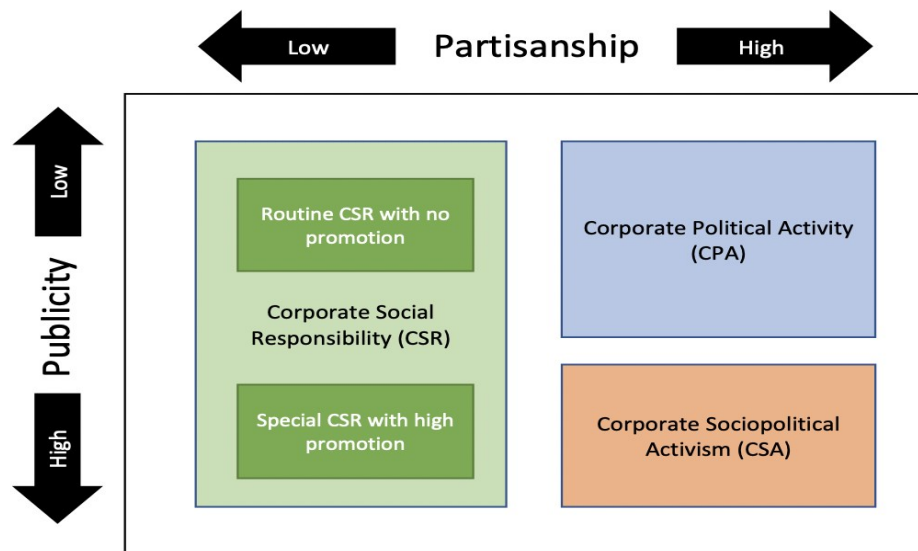 Low
Partisanship
High
Low
Publicity
High
Routine CSR with no
promotion
Corporate Social
Responsibility (CSR)
Special CSR with high
promotion
Corporate Political Activity
(CPA)
Corporate Sociopolitical
Activism (CSA)